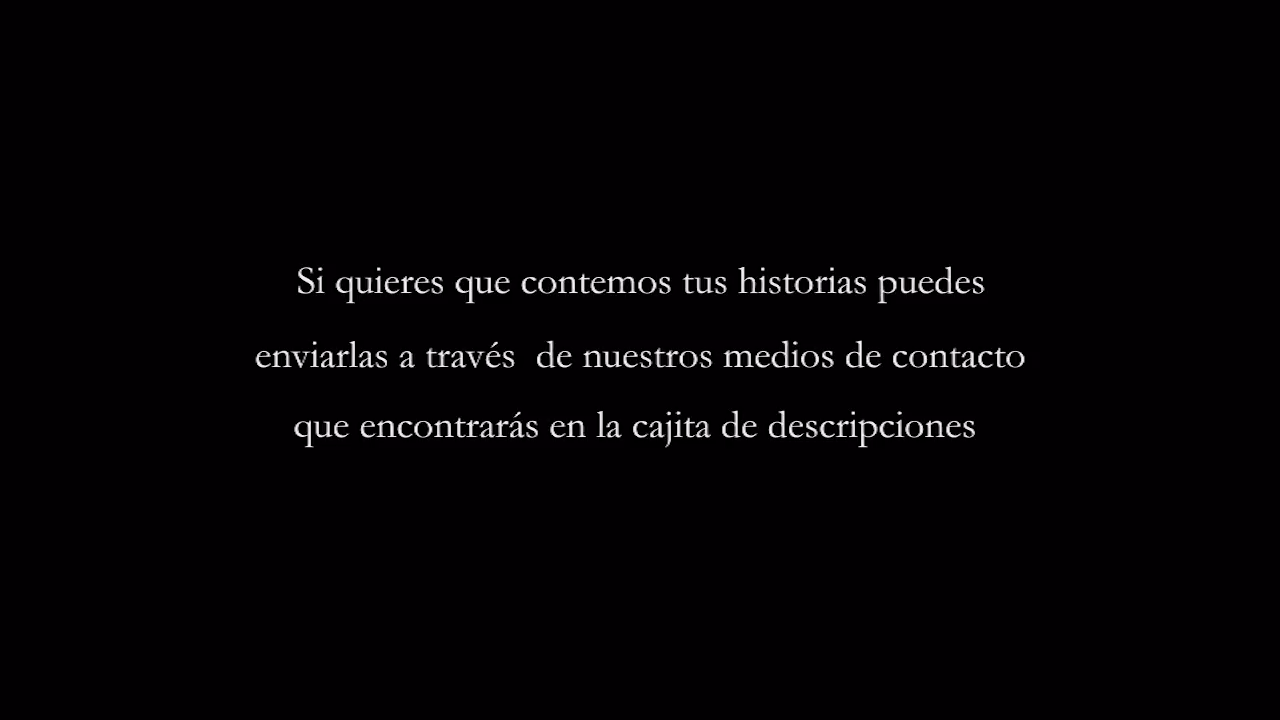 Si quieres que contemos tus historias puedes
enviarlas a través  de nuestros medios de contacto
que encontrarás en la cajita de descripciones